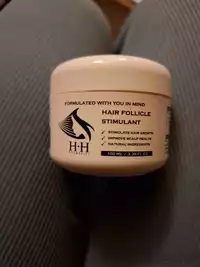 FORMULATED WITH YOU IN MIND
HAIR FOLLICLE
STIMULANT
✓ STIMULATE HAIR GROWTH
✓ IMPROVE SCALP HEALTH
✓ NATURAL INGREDIENTS
H·H
100 ML